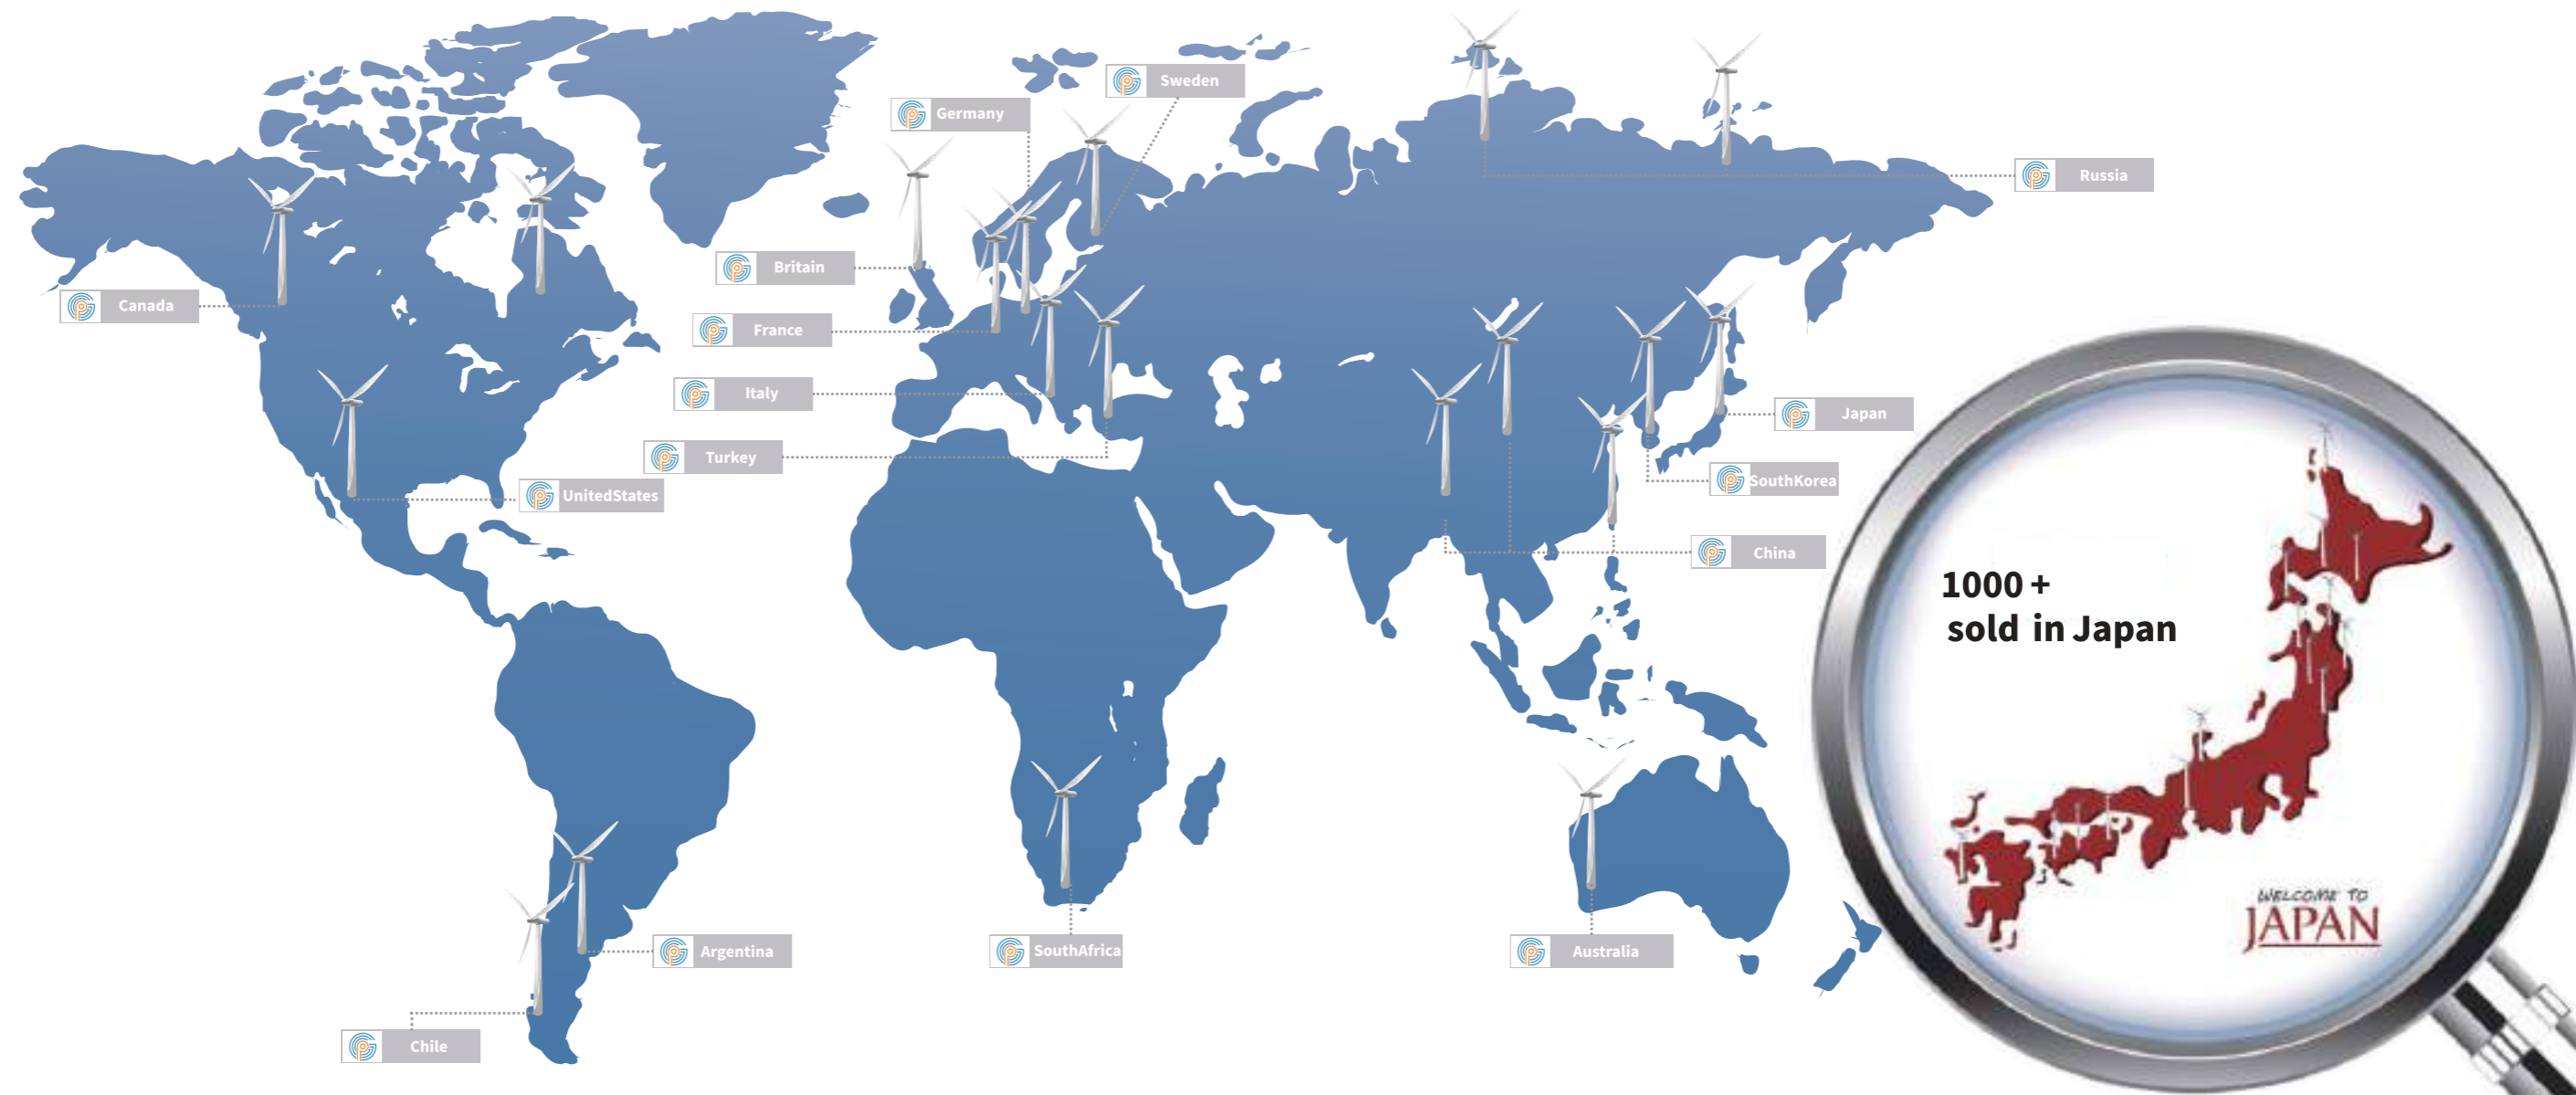 Sweden
Germany
Russia
Britain
Canada
France
Italy
Japan
Turkey
SouthKorea
UnitedStates
China
1000 +
sold in Japan
WELCOME TO
JAPAN
Argentina
SouthAfrica
Australia
Chile